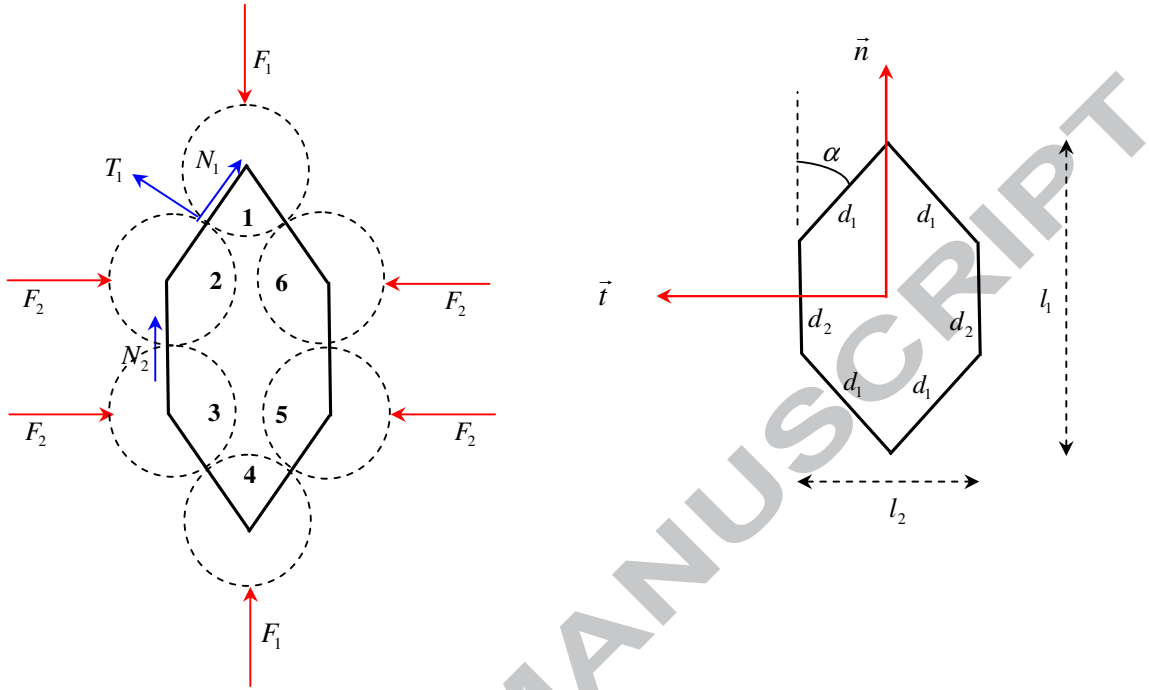 F₁
N₁
T₁
1
2
6
F₂
F₂
N₂
3
5
F₂
F₂
4
F₁
n⃗
α
d₁
d₁
t⃗
l₁
d₂
d₂
d₁
d₁
l₂
MANUSCRIPT